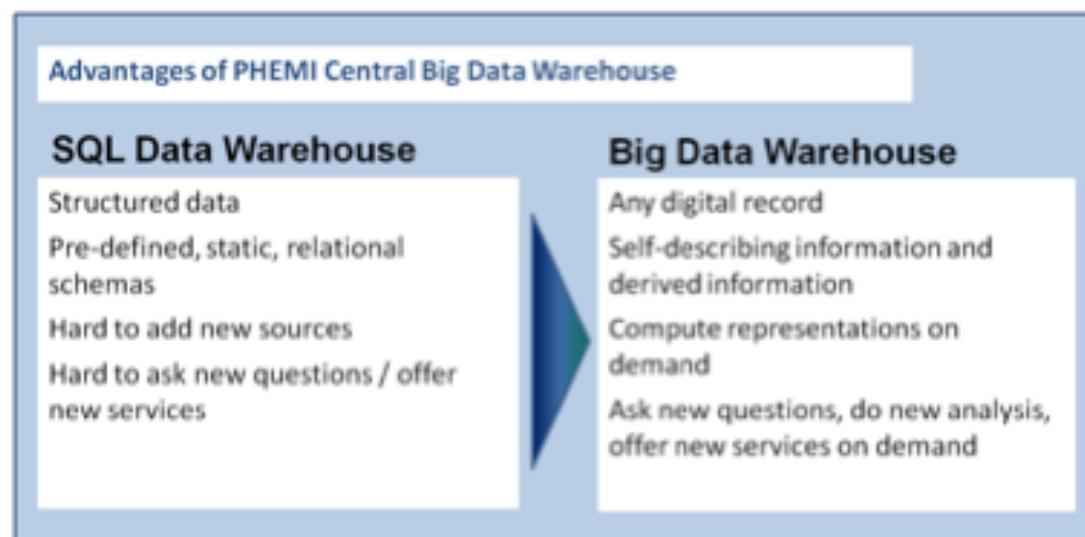 Advantages of PHEMI Central Big Data Warehouse
SQL Data Warehouse
Structured data
Pre-defined, static, relational
schemas
Hard to add new sources
Hard to ask new questions / offer
new services
Big Data Warehouse
Any digital record
Self-describing information and
derived information
Compute representations on
demand
Ask new questions, do new analysis,
offer new services on demand